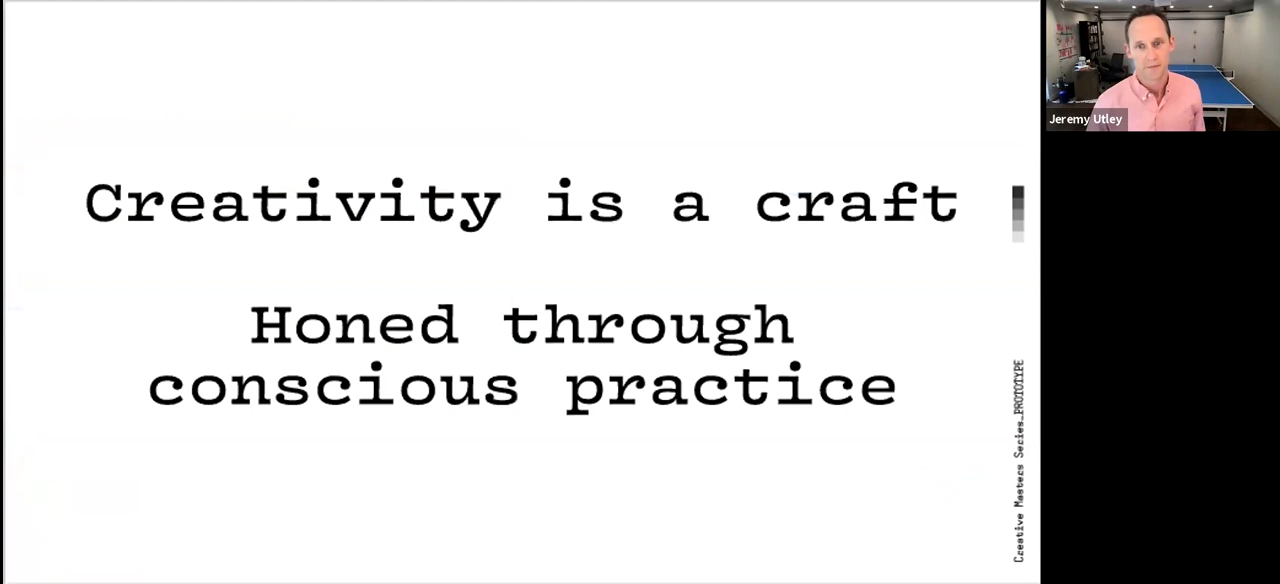 Creativity is a craft
Honed through
conscious practice
Jeremy Utley
Creative Masters Series_PROTOTYPE